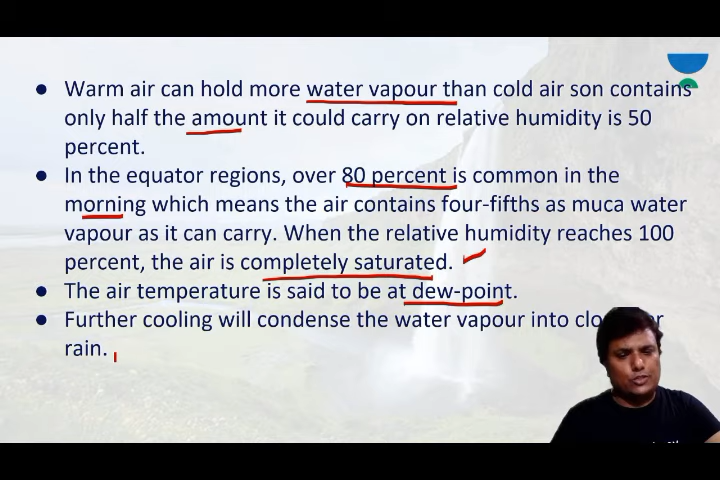 ● Warm air can hold more water vapour than cold air son contains
only half the amount it could carry on relative humidity is 50
percent.
● In the equator regions, over 80 percent is common in the
morning which means the air contains four-fifths as muca water
vapour as it can carry. When the relative humidity reaches 100
percent, the air is completely saturated.
● The air temperature is said to be at dew-point.
● Further cooling will condense the water vapour into
rain.